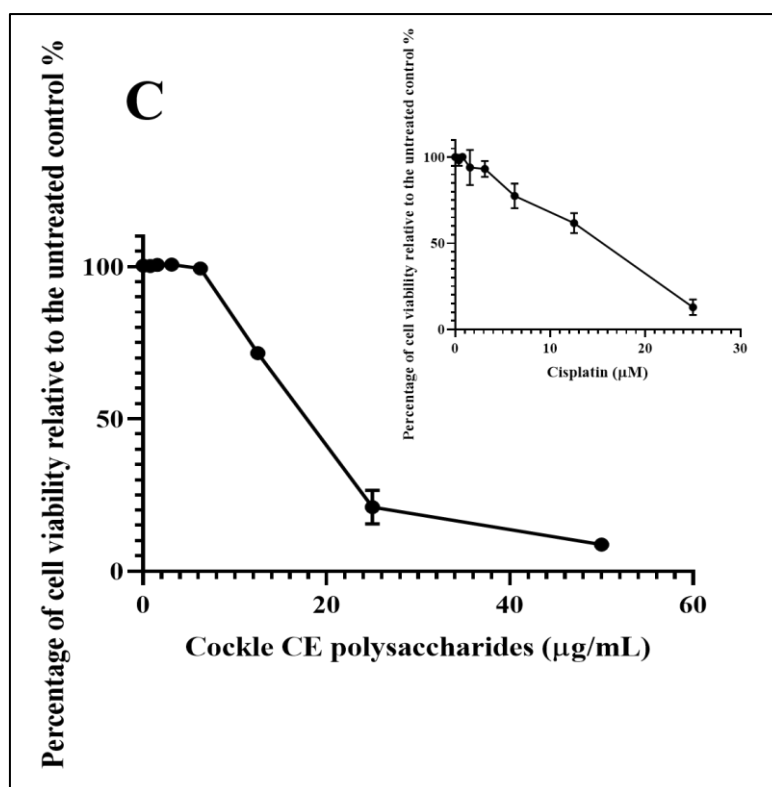 C
Percentage of cell viability relative to the untreated control %
100
50
0
0 20 40 60
Cockle CE polysaccharides (μg/mL)
Percentage of cell viability relative to the untreated control %
100
50
0
0 10 20 30
Cisplatin (μM)